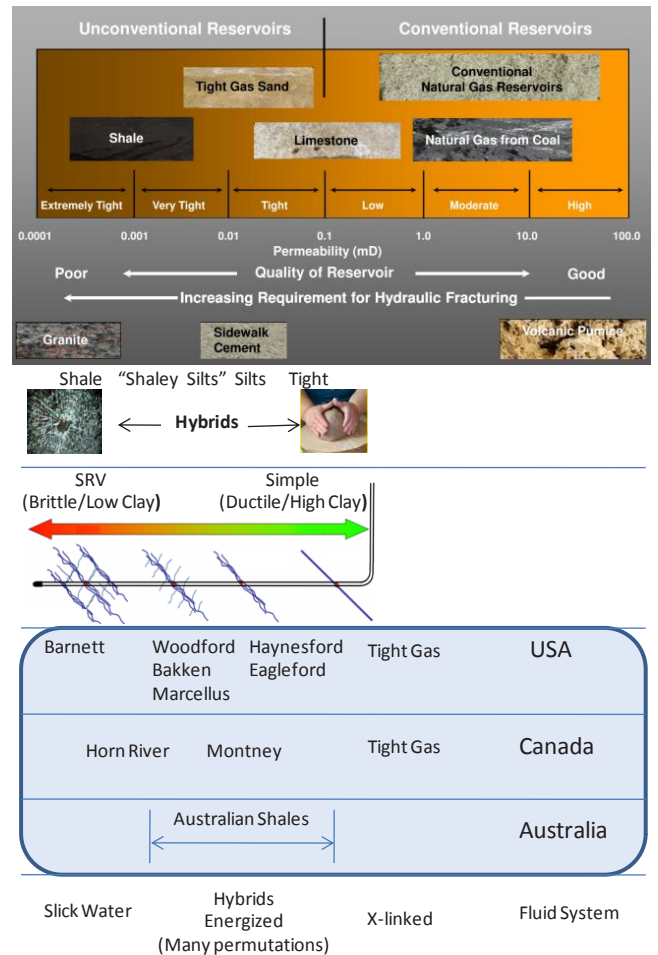 Unconventional Reservoirs Conventional Reservoirs
Tight Gas Sand
Conventional
Natural Gas Reservoirs
Shale
Limestone
Natural Gas from Coal
Extremely Tight Very Tight Tight Low Moderate High
0.0001 0.001 0.01 0.1 1.0 10.0 100.0
Permeability (mD)
Poor Quality of Reservoir Good
Increasing Requirement for Hydraulic Fracturing
Granite
Sidewalk
Cement
Volcanic Pumice
Shale “Shaley Silts” Silts Tight
Hybrids
SRV
(Brittle/Low Clay)
Simple
(Ductile/High Clay)
Barnett
Woodford
Bakken
Marcellus
Haynesford
Eagleford
Tight Gas
USA
Horn River
Montney
Tight Gas
Canada
Australian Shales
Australia
Slick Water
Hybrids
Energized
(Many permutations)
X-linked
Fluid System